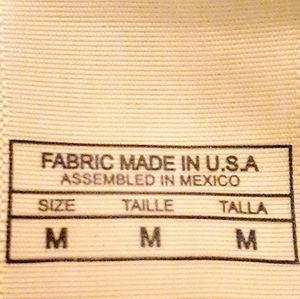 FABRIC MADE IN U.S.A
ASSEMBLED IN MEXICO
SIZE TAILLE TALLA
M M M